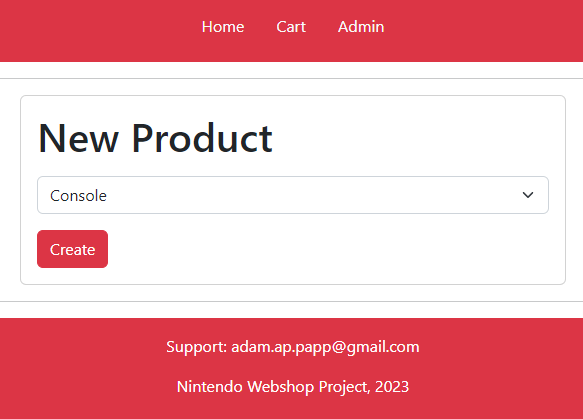 Home Cart Admin
New Product
Console
Create
Support: adam.ap.papp@gmail.com
Nintendo Webshop Project, 2023